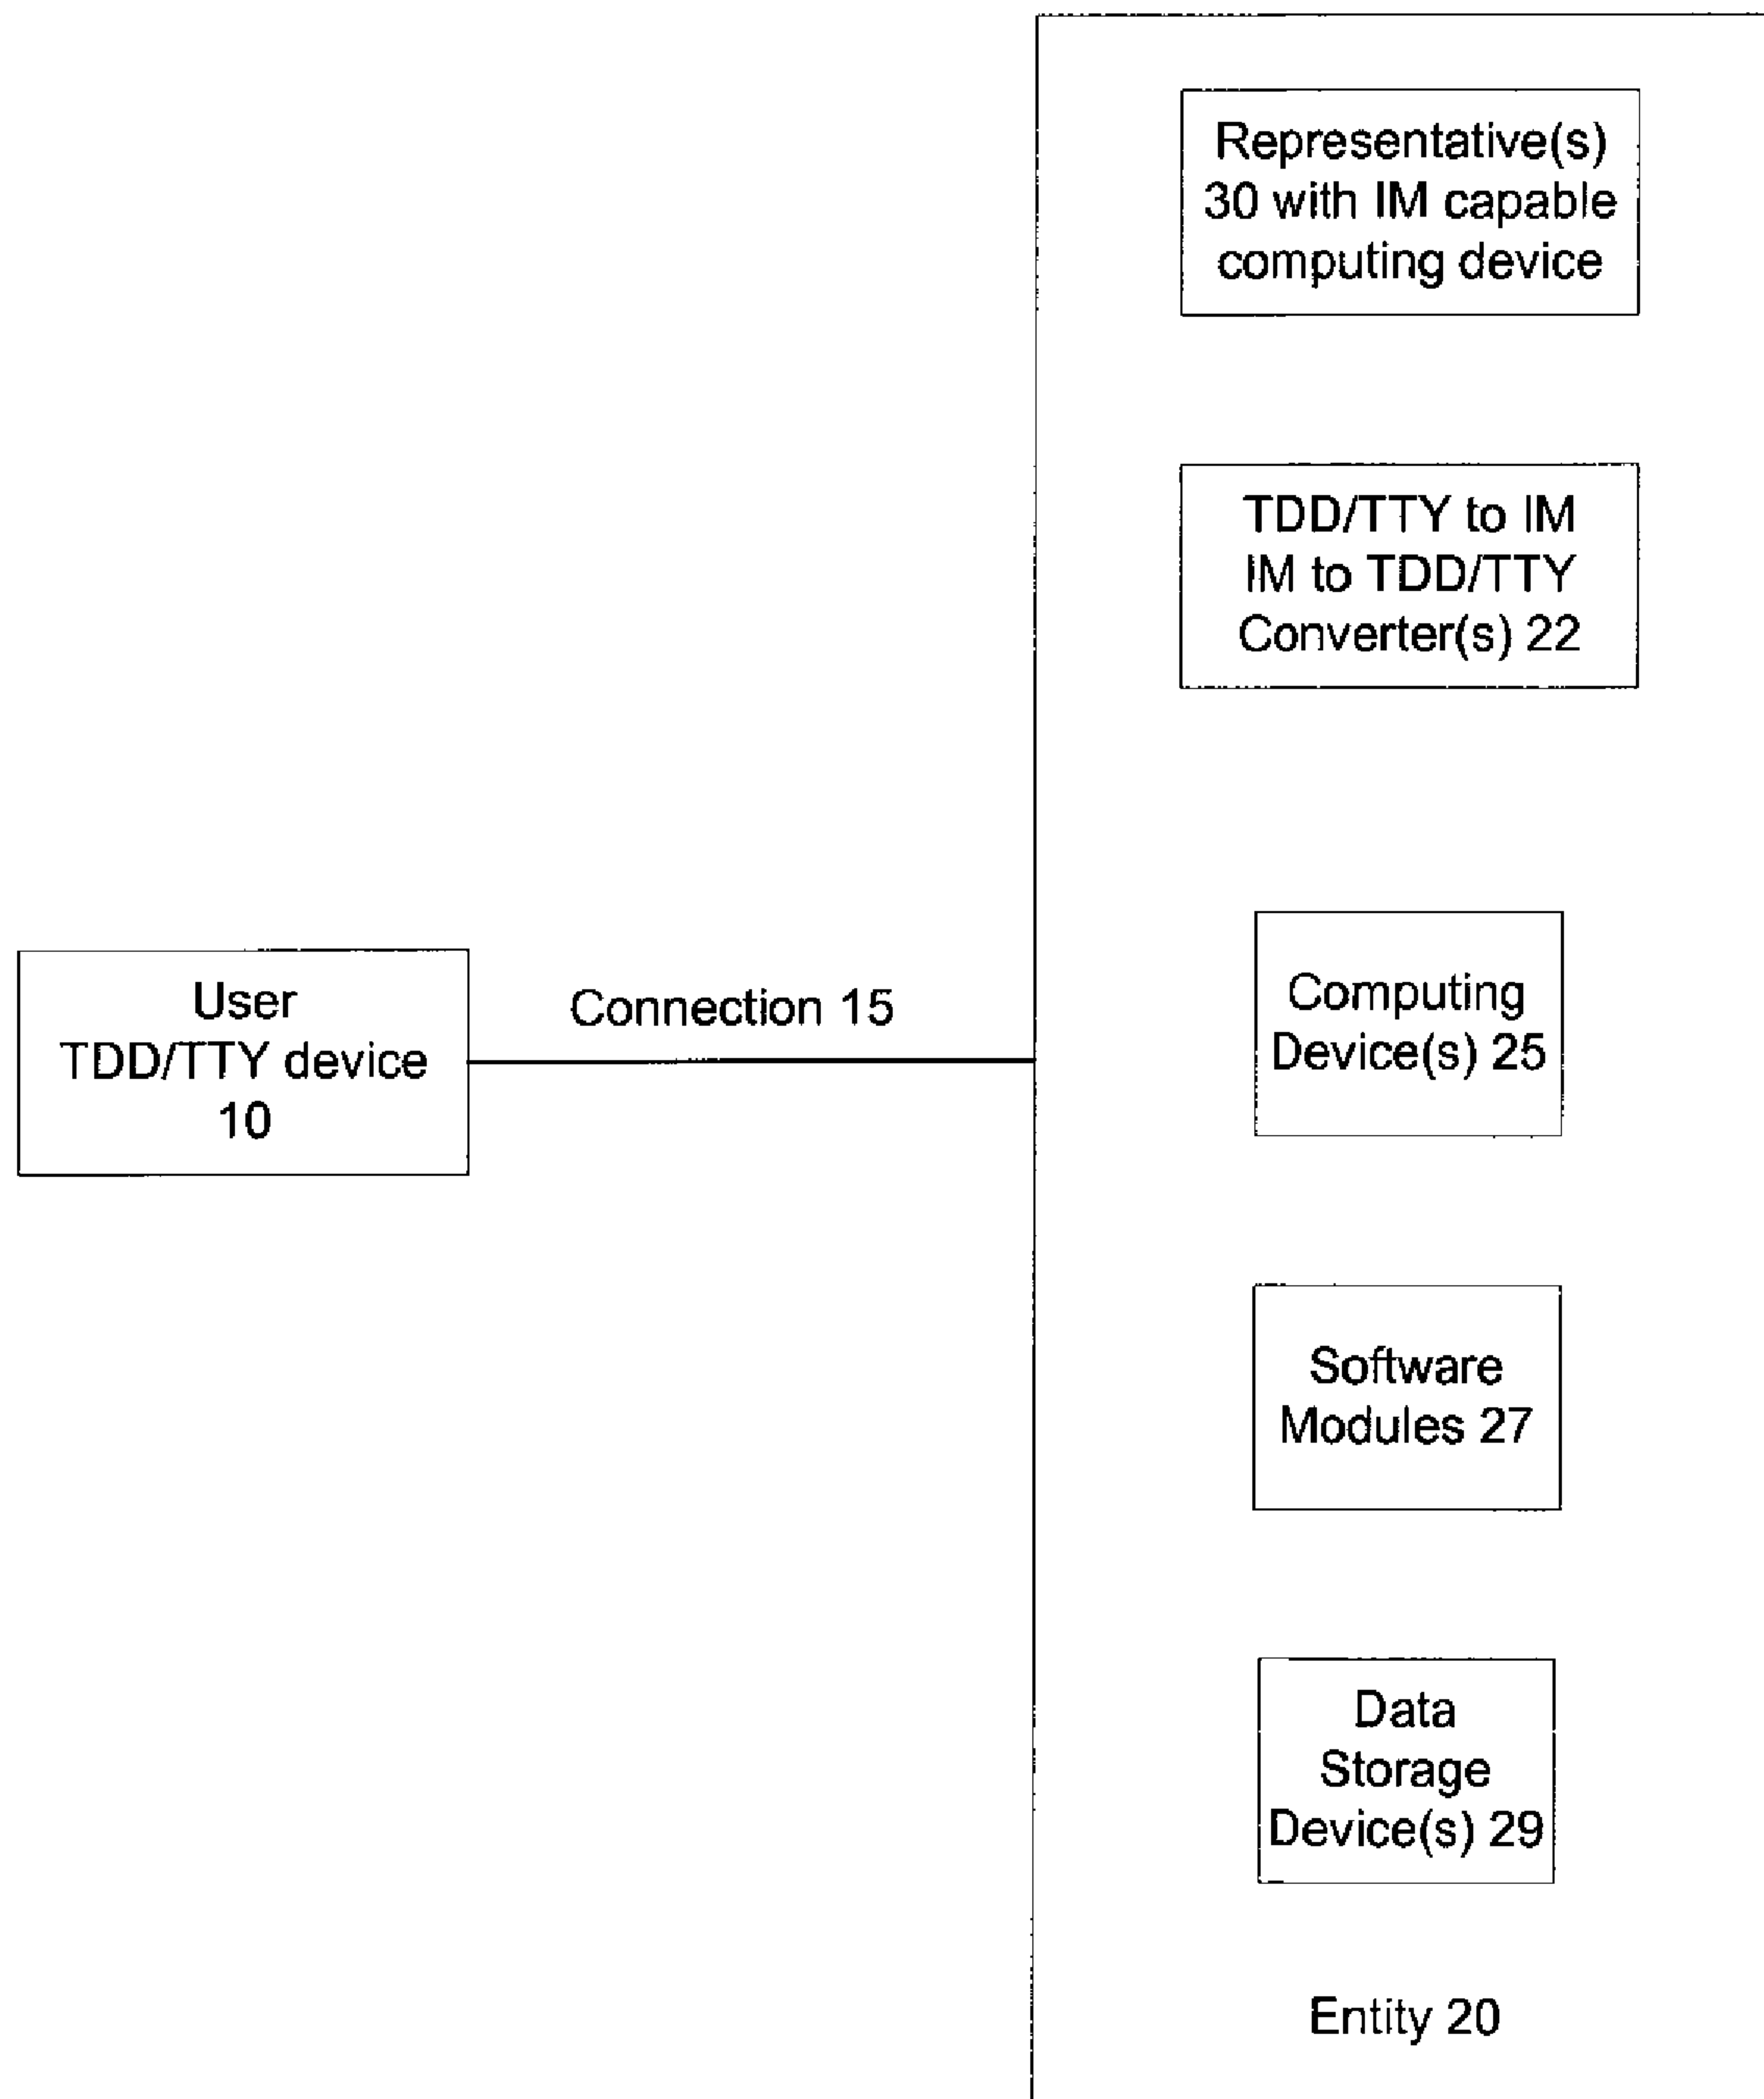 Representative(s)
30 with IM capable
computing device
TDD/TTY to IM
IM to TDD/TTY
Converter(s) 22
User
TDD/TTY device
10
Connection 15
Computing
Device(s) 25
Software
Modules 27
Data
Storage
Device(s) 29
Entity 20